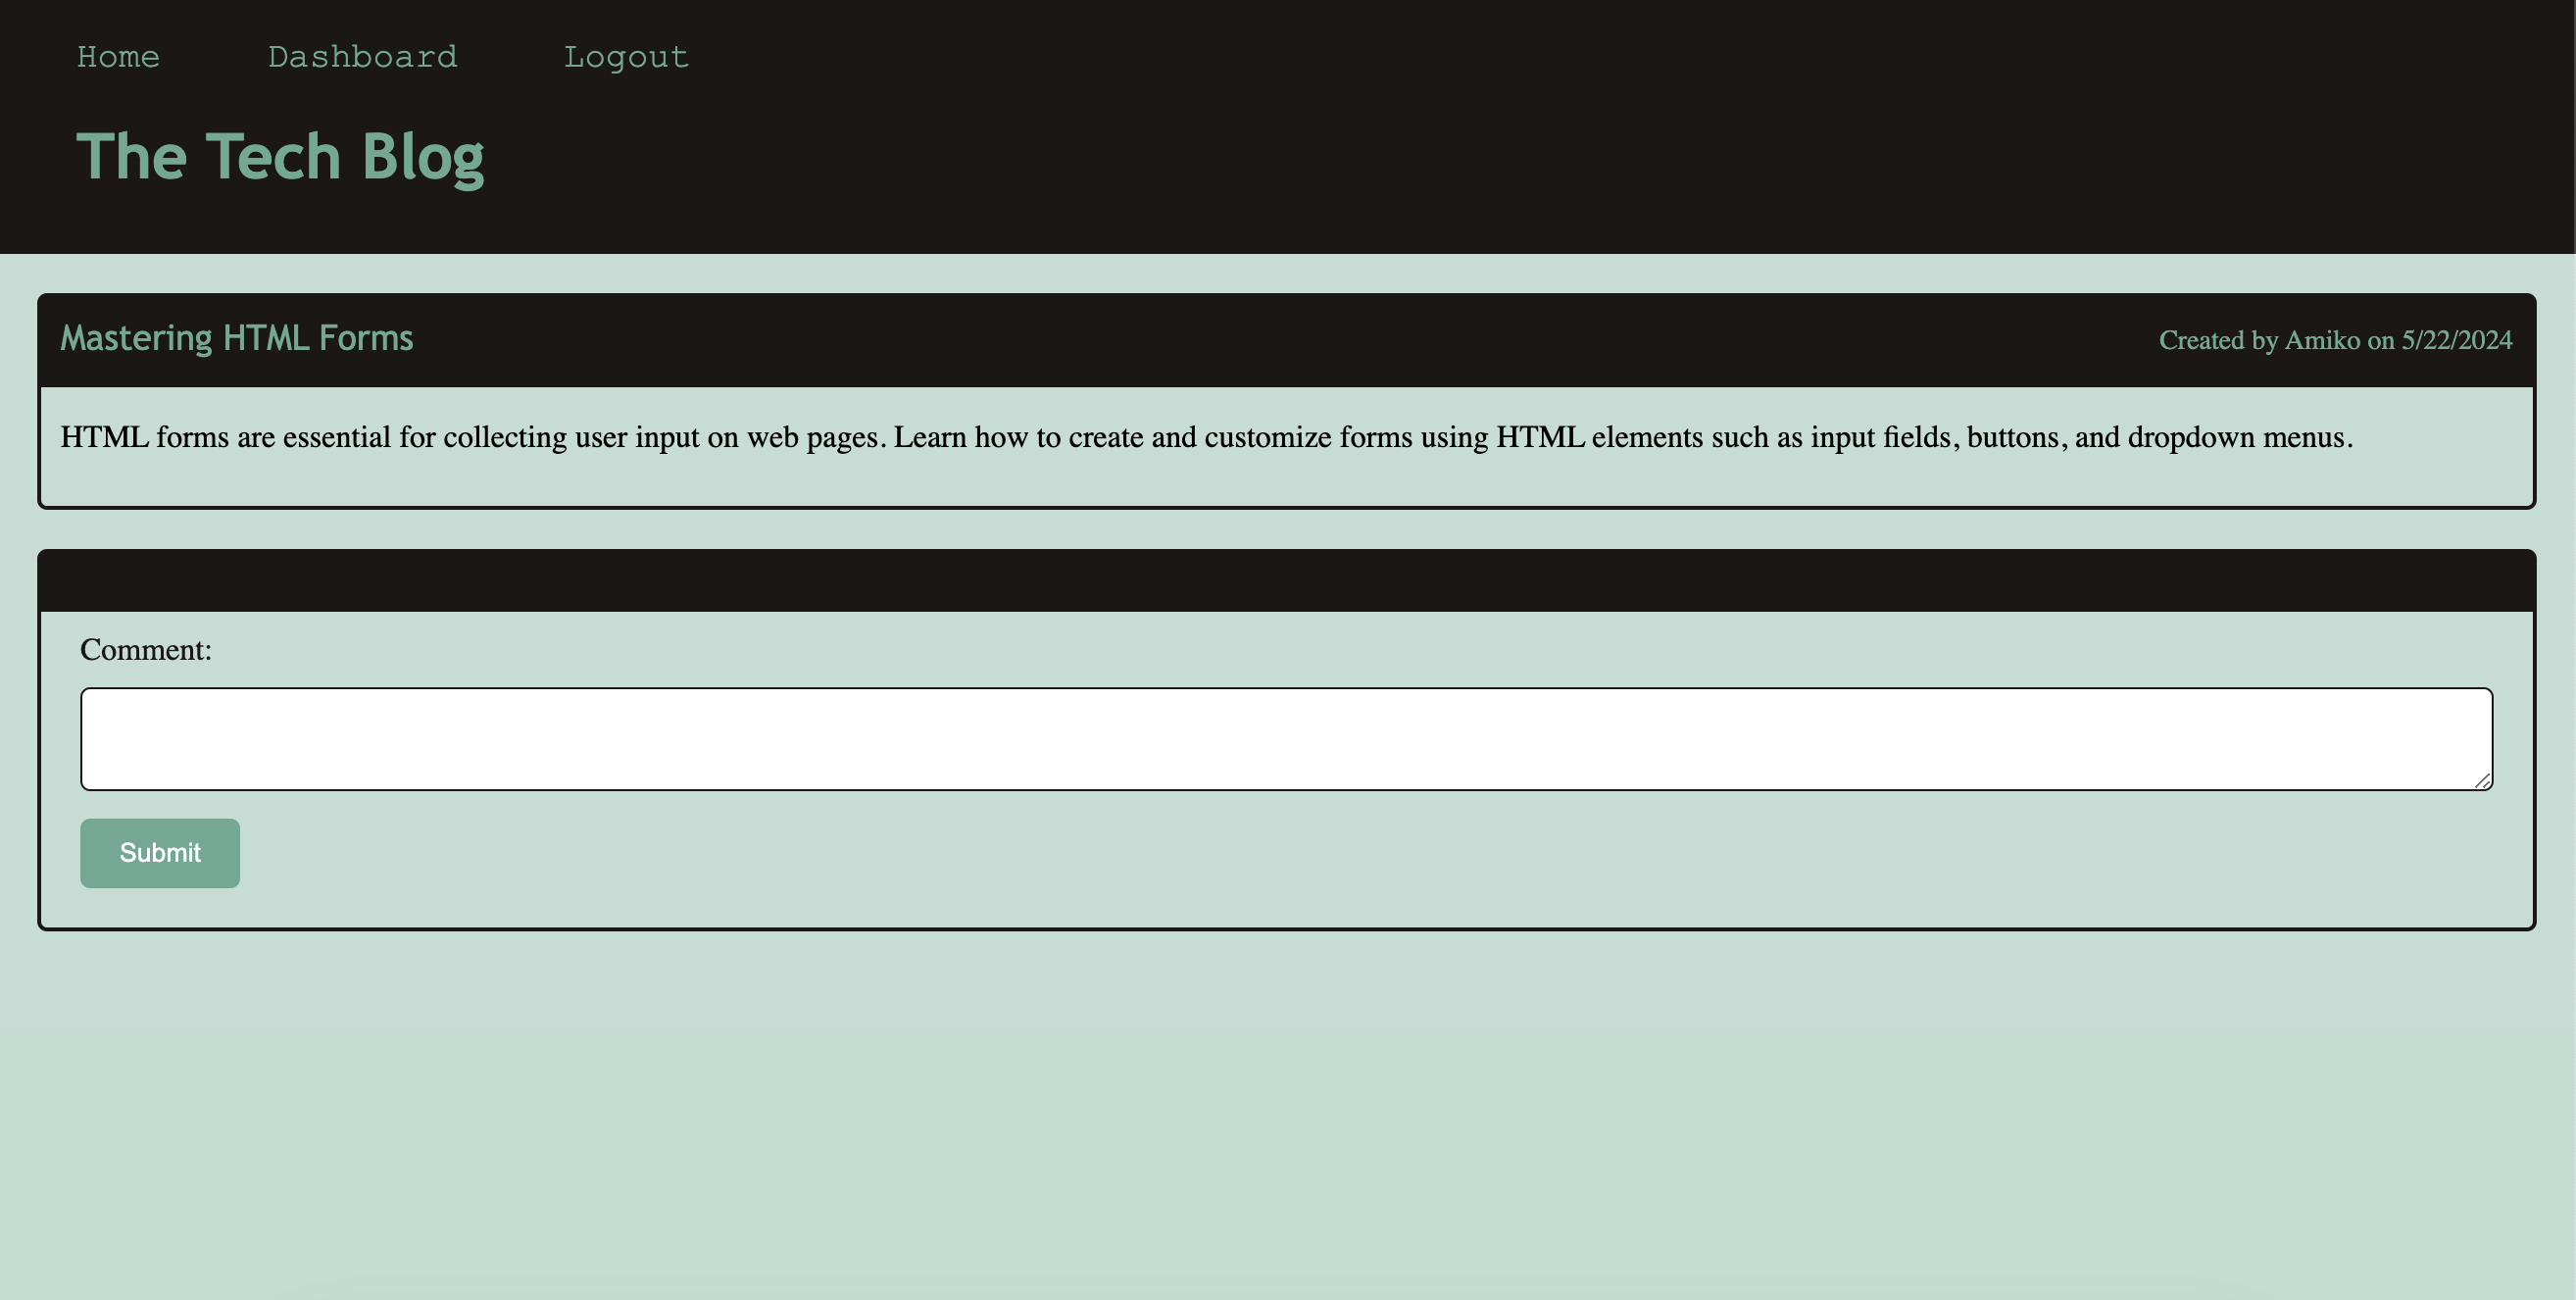 Home Dashboard Logout
The Tech Blog
Mastering HTML Forms Created by Amiko on 5/22/2024
HTML forms are essential for collecting user input on web pages. Learn how to create and customize forms using HTML elements such as input fields, buttons, and dropdown menus.
Comment:
Submit